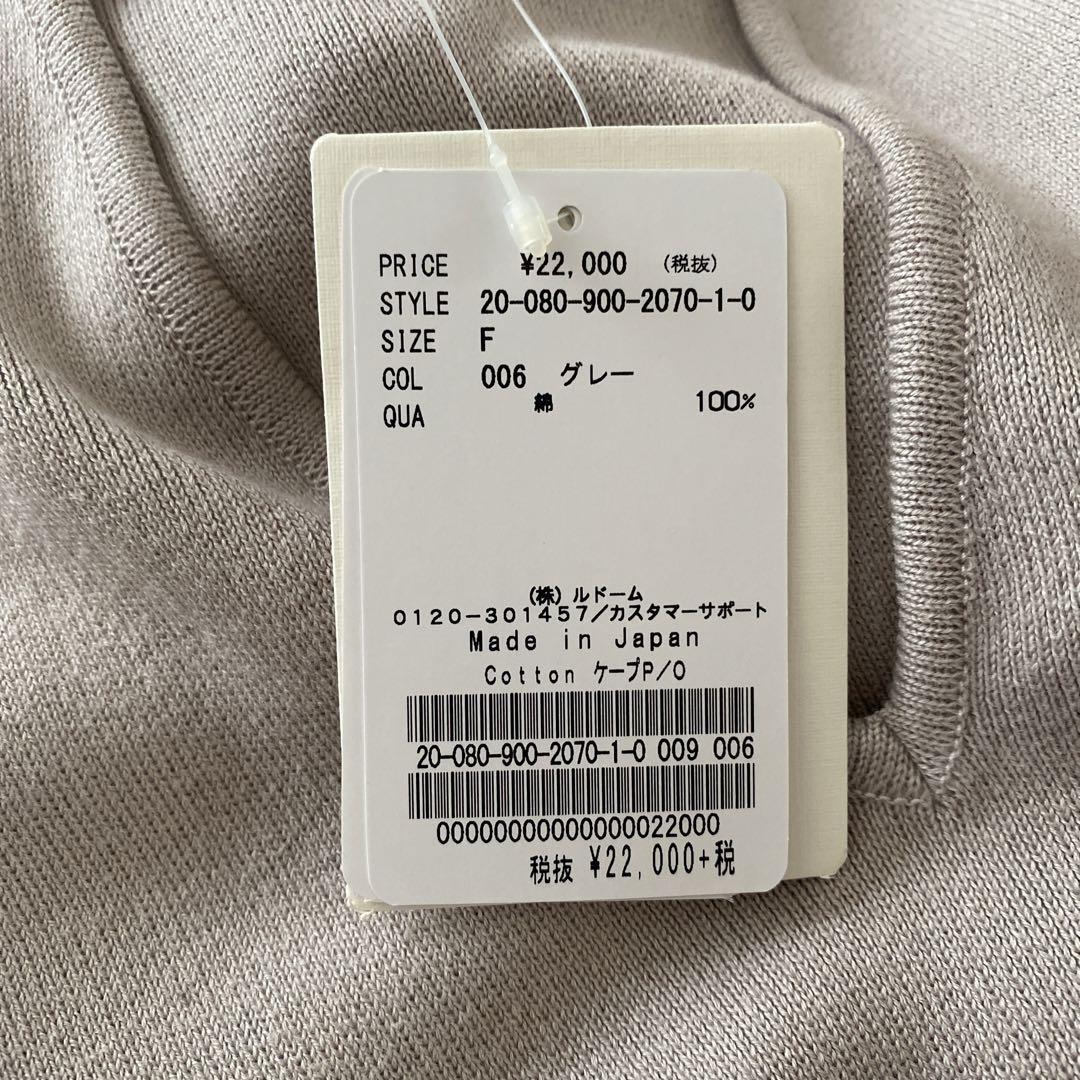 PRICE ¥22,000 (税抜)
STYLE 20-080-900-2070-1-0
SIZE F
COL 006 グレー
QUA 綿 100%
(株)ルドーム
0120-301457/カスタマーサポート
Made in Japan
Cotton ケープP/O
20-080-900-2070-1-0 009 006
00000000000000022000
税抜 ¥22,000+税